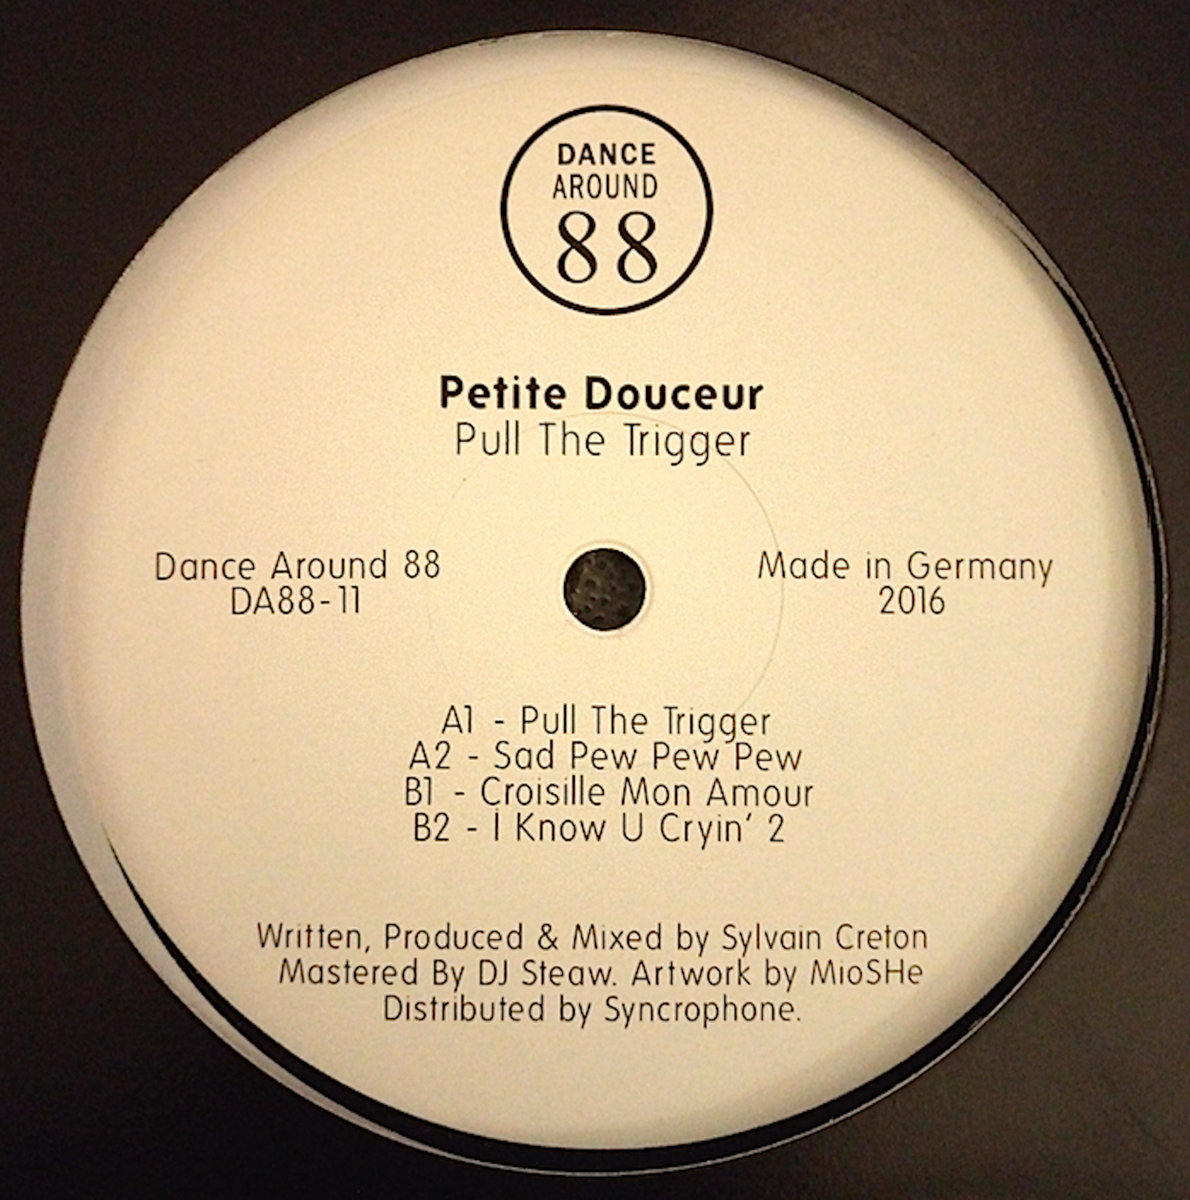 DANCE
AROUND
88
Petite Douceur
Pull The Trigger
Dance Around 88
DA88-11
Made in Germany
2016
A1 - Pull The Trigger
A2 - Sad Pew Pew Pew
B1 - Croisille Mon Amour
B2 - I Know U Cryin' 2
Written, Produced & Mixed by Sylvain Creton
Mastered By DJ Steaw. Artwork by MioSHe
Distributed by Syncrophone.